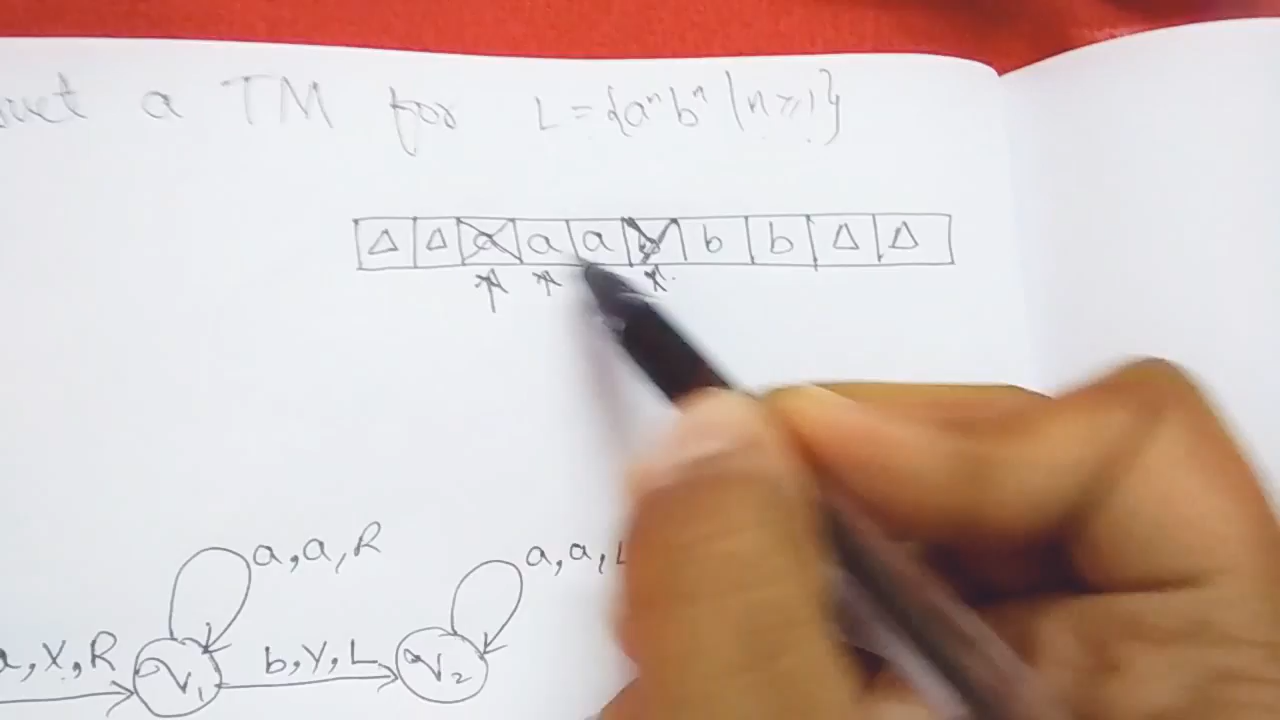 a TM for L = {aⁿbⁿ | n ≥ 1}
Δ Δ a a a b b b Δ Δ
a, a, R a, a, L
a, X, R q₁ b, Y, L q₂